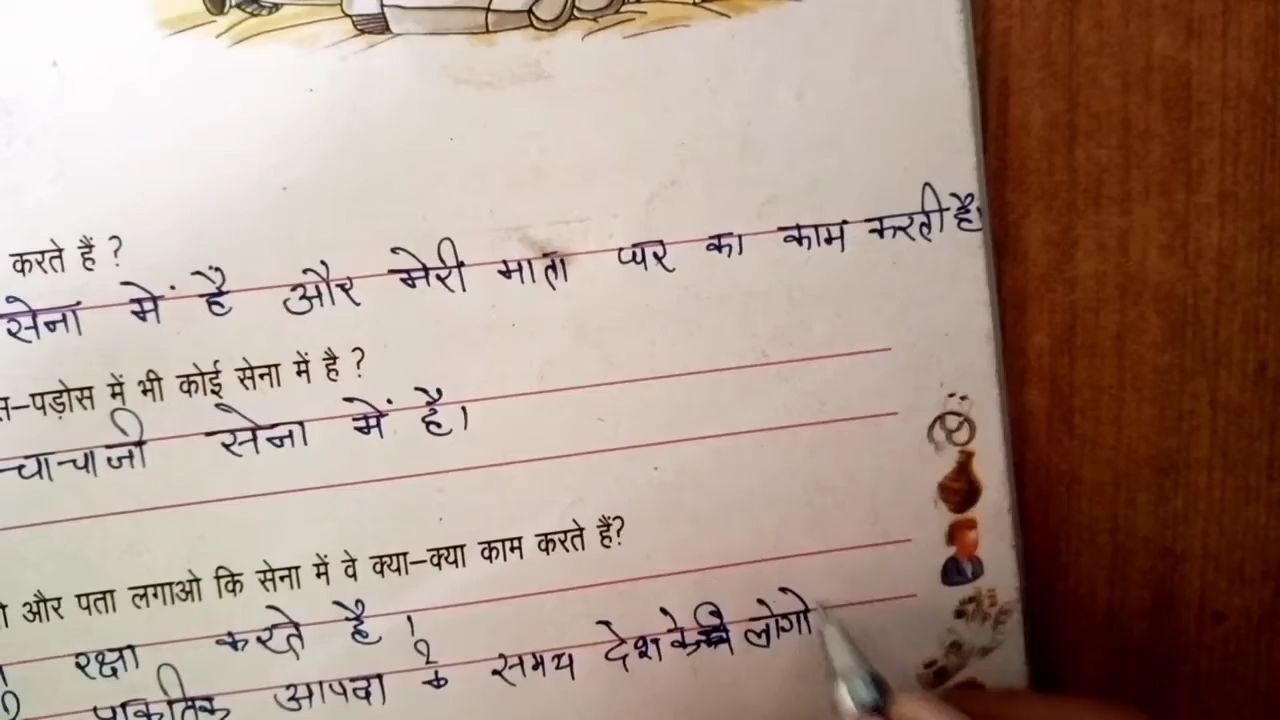 करते हैं ?
सेना में है और मेरी माता घर का काम करती है।
–पड़ोस में भी कोई सेना में है ?
चाचाजी सेना में है।
और पता लगाओ कि सेना में वे क्या–क्या काम करते हैं?
रक्षा करते है ।
प्राकृतिक आपदा के समय देश के लोगो